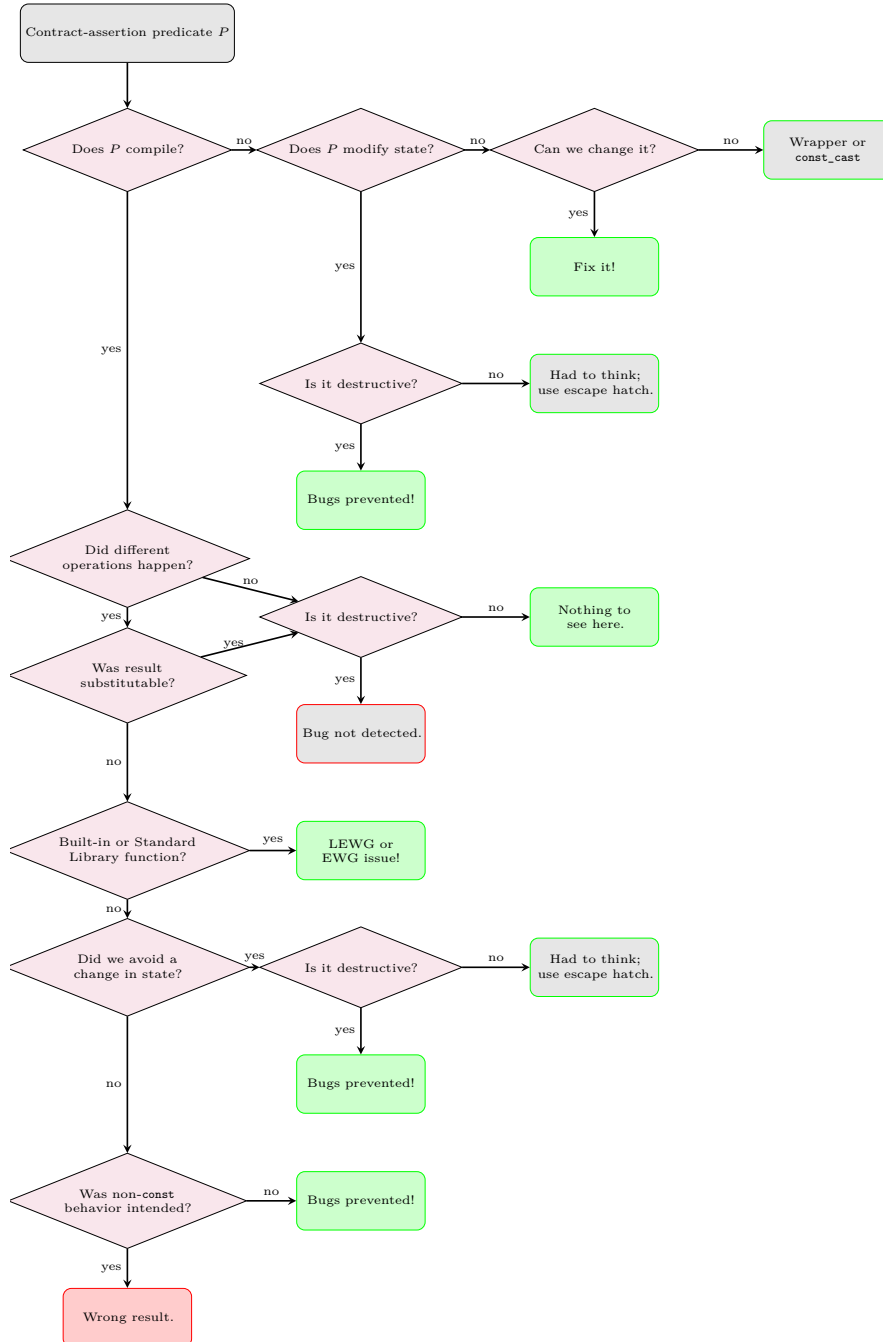 Contract-assertion predicate P
Does P compile?
no
Does P modify state?
no
Can we change it?
no
Wrapper or
const_cast
yes
Fix it!
yes
yes
Is it destructive?
no
Had to think;
use escape hatch.
yes
Bugs prevented!
Did different
operations happen?
no
yes
Is it destructive?
no
Nothing to
see here.
Was result
substitutable?
yes
yes
Bug not detected.
no
Built-in or Standard
Library function?
yes
LEWG or
EWG issue!
no
Did we avoid a
change in state?
yes
Is it destructive?
no
Had to think;
use escape hatch.
yes
Bugs prevented!
no
Was non-const
behavior intended?
no
Bugs prevented!
yes
Wrong result.